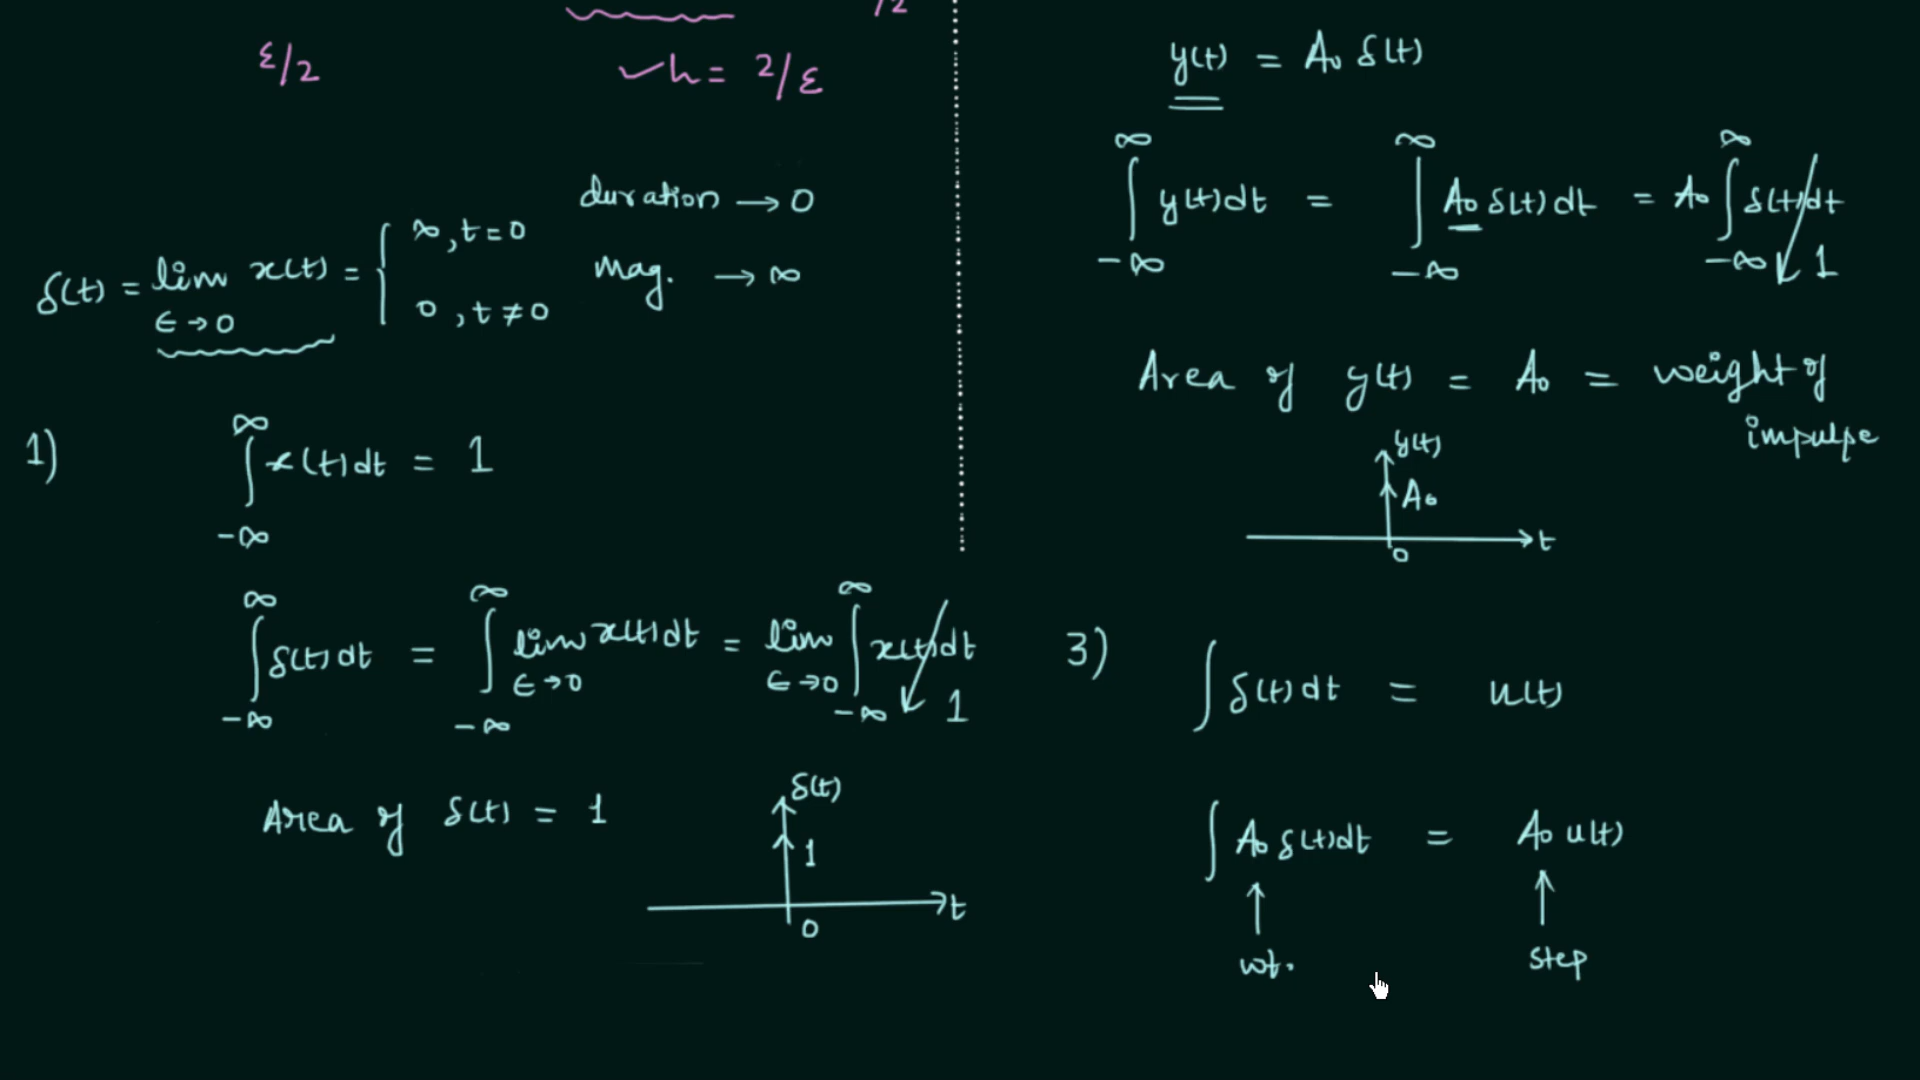 /2
ε/2
✓h = 2/ε
duration → 0
mag. → ∞
δ(t) = lim x(t) = { ∞, t=0
ϵ→0
0, t≠0
1)
∫ x(t)dt = 1
∞
-∞
∞ ∞ ∞
∫ δ(t)dt = ∫ lim x(t)dt = lim ∫ x(t)dt
ϵ→0 ϵ→0
-∞ -∞ -∞ 1
Area of δ(t) = 1
δ(t)
1
t
0
y(t) = A₀ δ(t)
∞ ∞ ∞
∫ y(t)dt = ∫ A₀ δ(t)dt = A₀ ∫ δ(t)dt
-∞ -∞ -∞ 1
Area of y(t) = A₀ = weight of
impulse
y(t)
A₀
t
0
3)
∫ δ(t)dt = u(t)
∫ A₀ δ(t)dt = A₀ u(t)
↑ ↑
wt. step